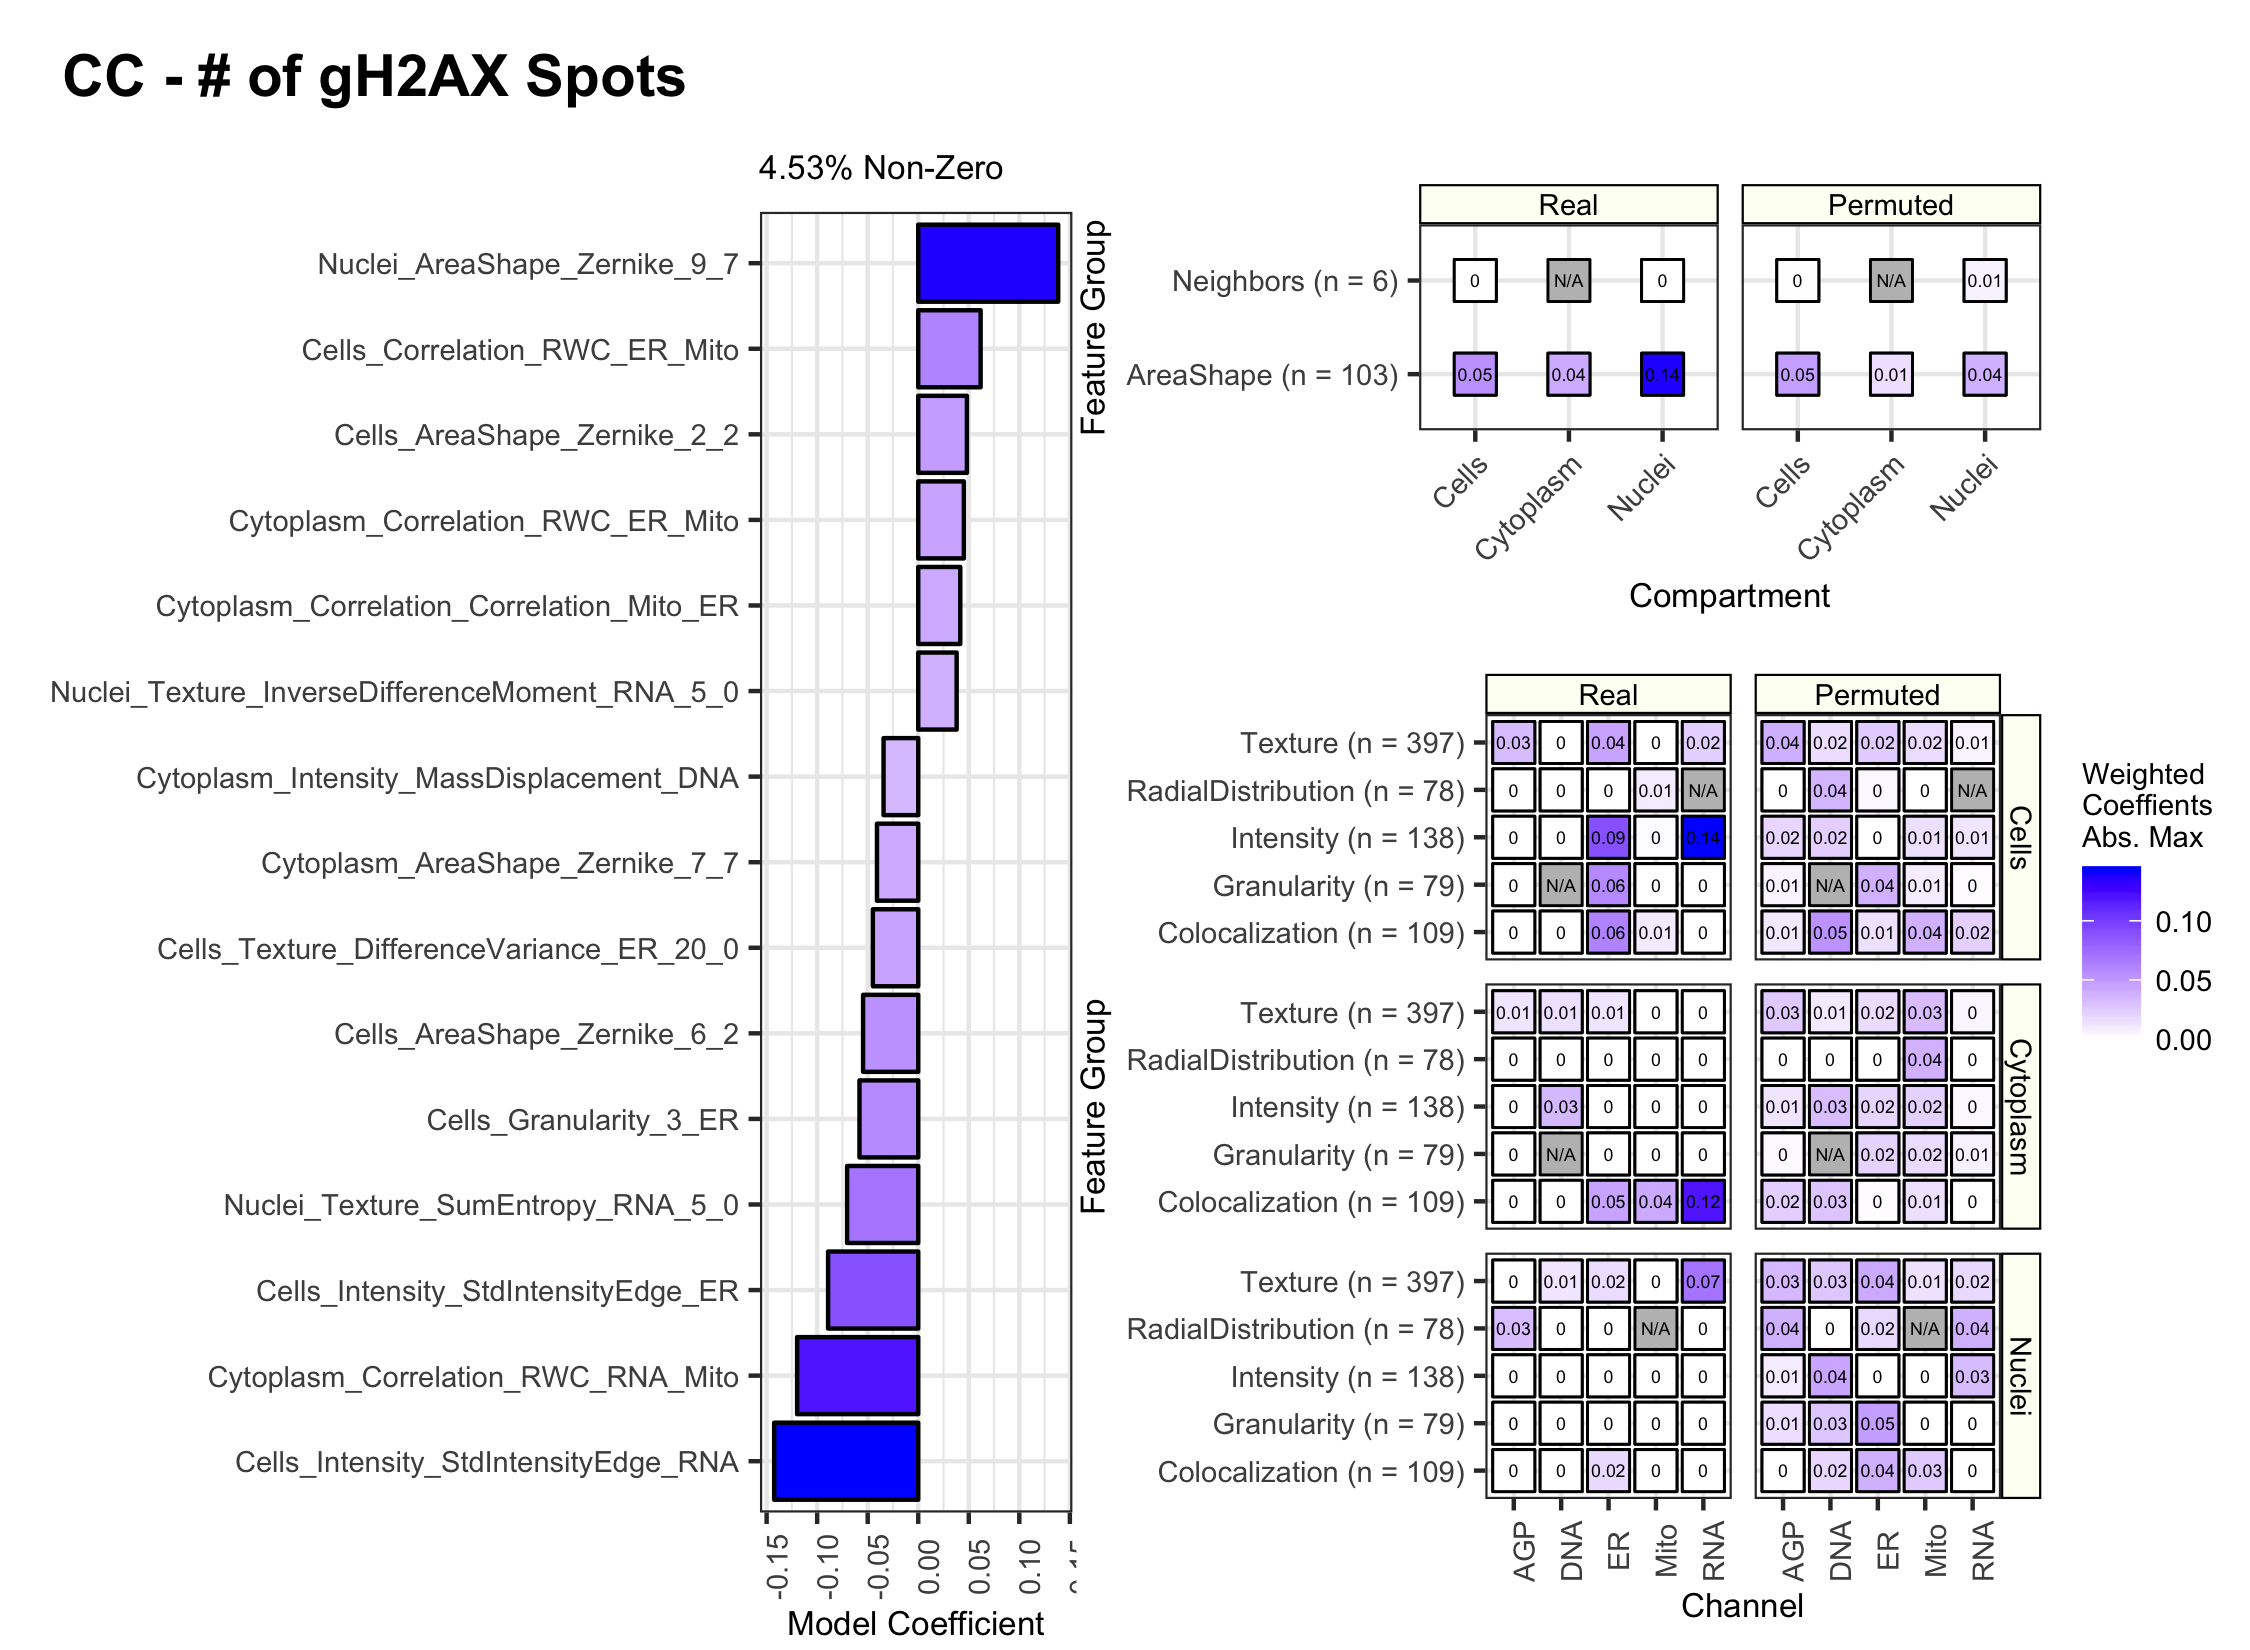 CC - # of gH2AX Spots
4.53% Non-Zero
Nuclei_AreaShape_Zernike_9_7
Cells_Correlation_RWC_ER_Mito
Cells_AreaShape_Zernike_2_2
Cytoplasm_Correlation_RWC_ER_Mito
Cytoplasm_Correlation_Correlation_Mito_ER
Nuclei_Texture_InverseDifferenceMoment_RNA_5_0
Cytoplasm_Intensity_MassDisplacement_DNA
Cytoplasm_AreaShape_Zernike_7_7
Cells_Texture_DifferenceVariance_ER_20_0
Cells_AreaShape_Zernike_6_2
Cells_Granularity_3_ER
Nuclei_Texture_SumEntropy_RNA_5_0
Cells_Intensity_StdIntensityEdge_ER
Cytoplasm_Correlation_RWC_RNA_Mito
Cells_Intensity_StdIntensityEdge_RNA
-0.15 -0.10 -0.05 0.00 0.05 0.10
Model Coefficient
Feature Group
Real Permuted
Neighbors (n = 6) 0 N/A 0 0 N/A 0.01
AreaShape (n = 103) 0.05 0.04 0.14 0.05 0.01 0.04
Cells Cytoplasm Nuclei Cells Cytoplasm Nuclei
Compartment
Feature Group
Real Permuted
Texture (n = 397) 0.03 0 0.04 0 0.02 0.04 0.02 0.02 0.02 0.01
RadialDistribution (n = 78) 0 0 0 0.01 N/A 0 0.04 0 0 N/A
Intensity (n = 138) 0 0 0.09 0 0.14 0.02 0.02 0 0.01 0.01
Granularity (n = 79) 0 N/A 0.06 0 0 0.01 N/A 0.04 0.01 0
Colocalization (n = 109) 0 0 0.06 0.01 0 0.01 0.05 0.01 0.04 0.02
Cells
Texture (n = 397) 0.01 0.01 0.01 0 0 0.03 0.01 0.02 0.03 0
RadialDistribution (n = 78) 0 0 0 0 0 0 0 0 0.04 0
Intensity (n = 138) 0 0.03 0 0 0 0.01 0.03 0.02 0.02 0
Granularity (n = 79) 0 N/A 0 0 0 0 N/A 0.02 0.02 0.01
Colocalization (n = 109) 0 0 0.05 0.04 0.12 0.02 0.03 0 0.01 0
Cytoplasm
Texture (n = 397) 0 0.01 0.02 0 0.07 0.03 0.03 0.04 0.01 0.02
RadialDistribution (n = 78) 0.03 0 0 N/A 0 0.04 0 0.02 N/A 0.04
Intensity (n = 138) 0 0 0 0 0 0.01 0.04 0 0 0.03
Granularity (n = 79) 0 0 0 0 0 0.01 0.03 0.05 0 0
Colocalization (n = 109) 0 0 0.02 0 0 0 0.02 0.04 0.03 0
Nuclei
AGP DNA ER Mito RNA AGP DNA ER Mito RNA
Channel
Weighted
Coeffients
Abs. Max
0.10
0.05
0.00